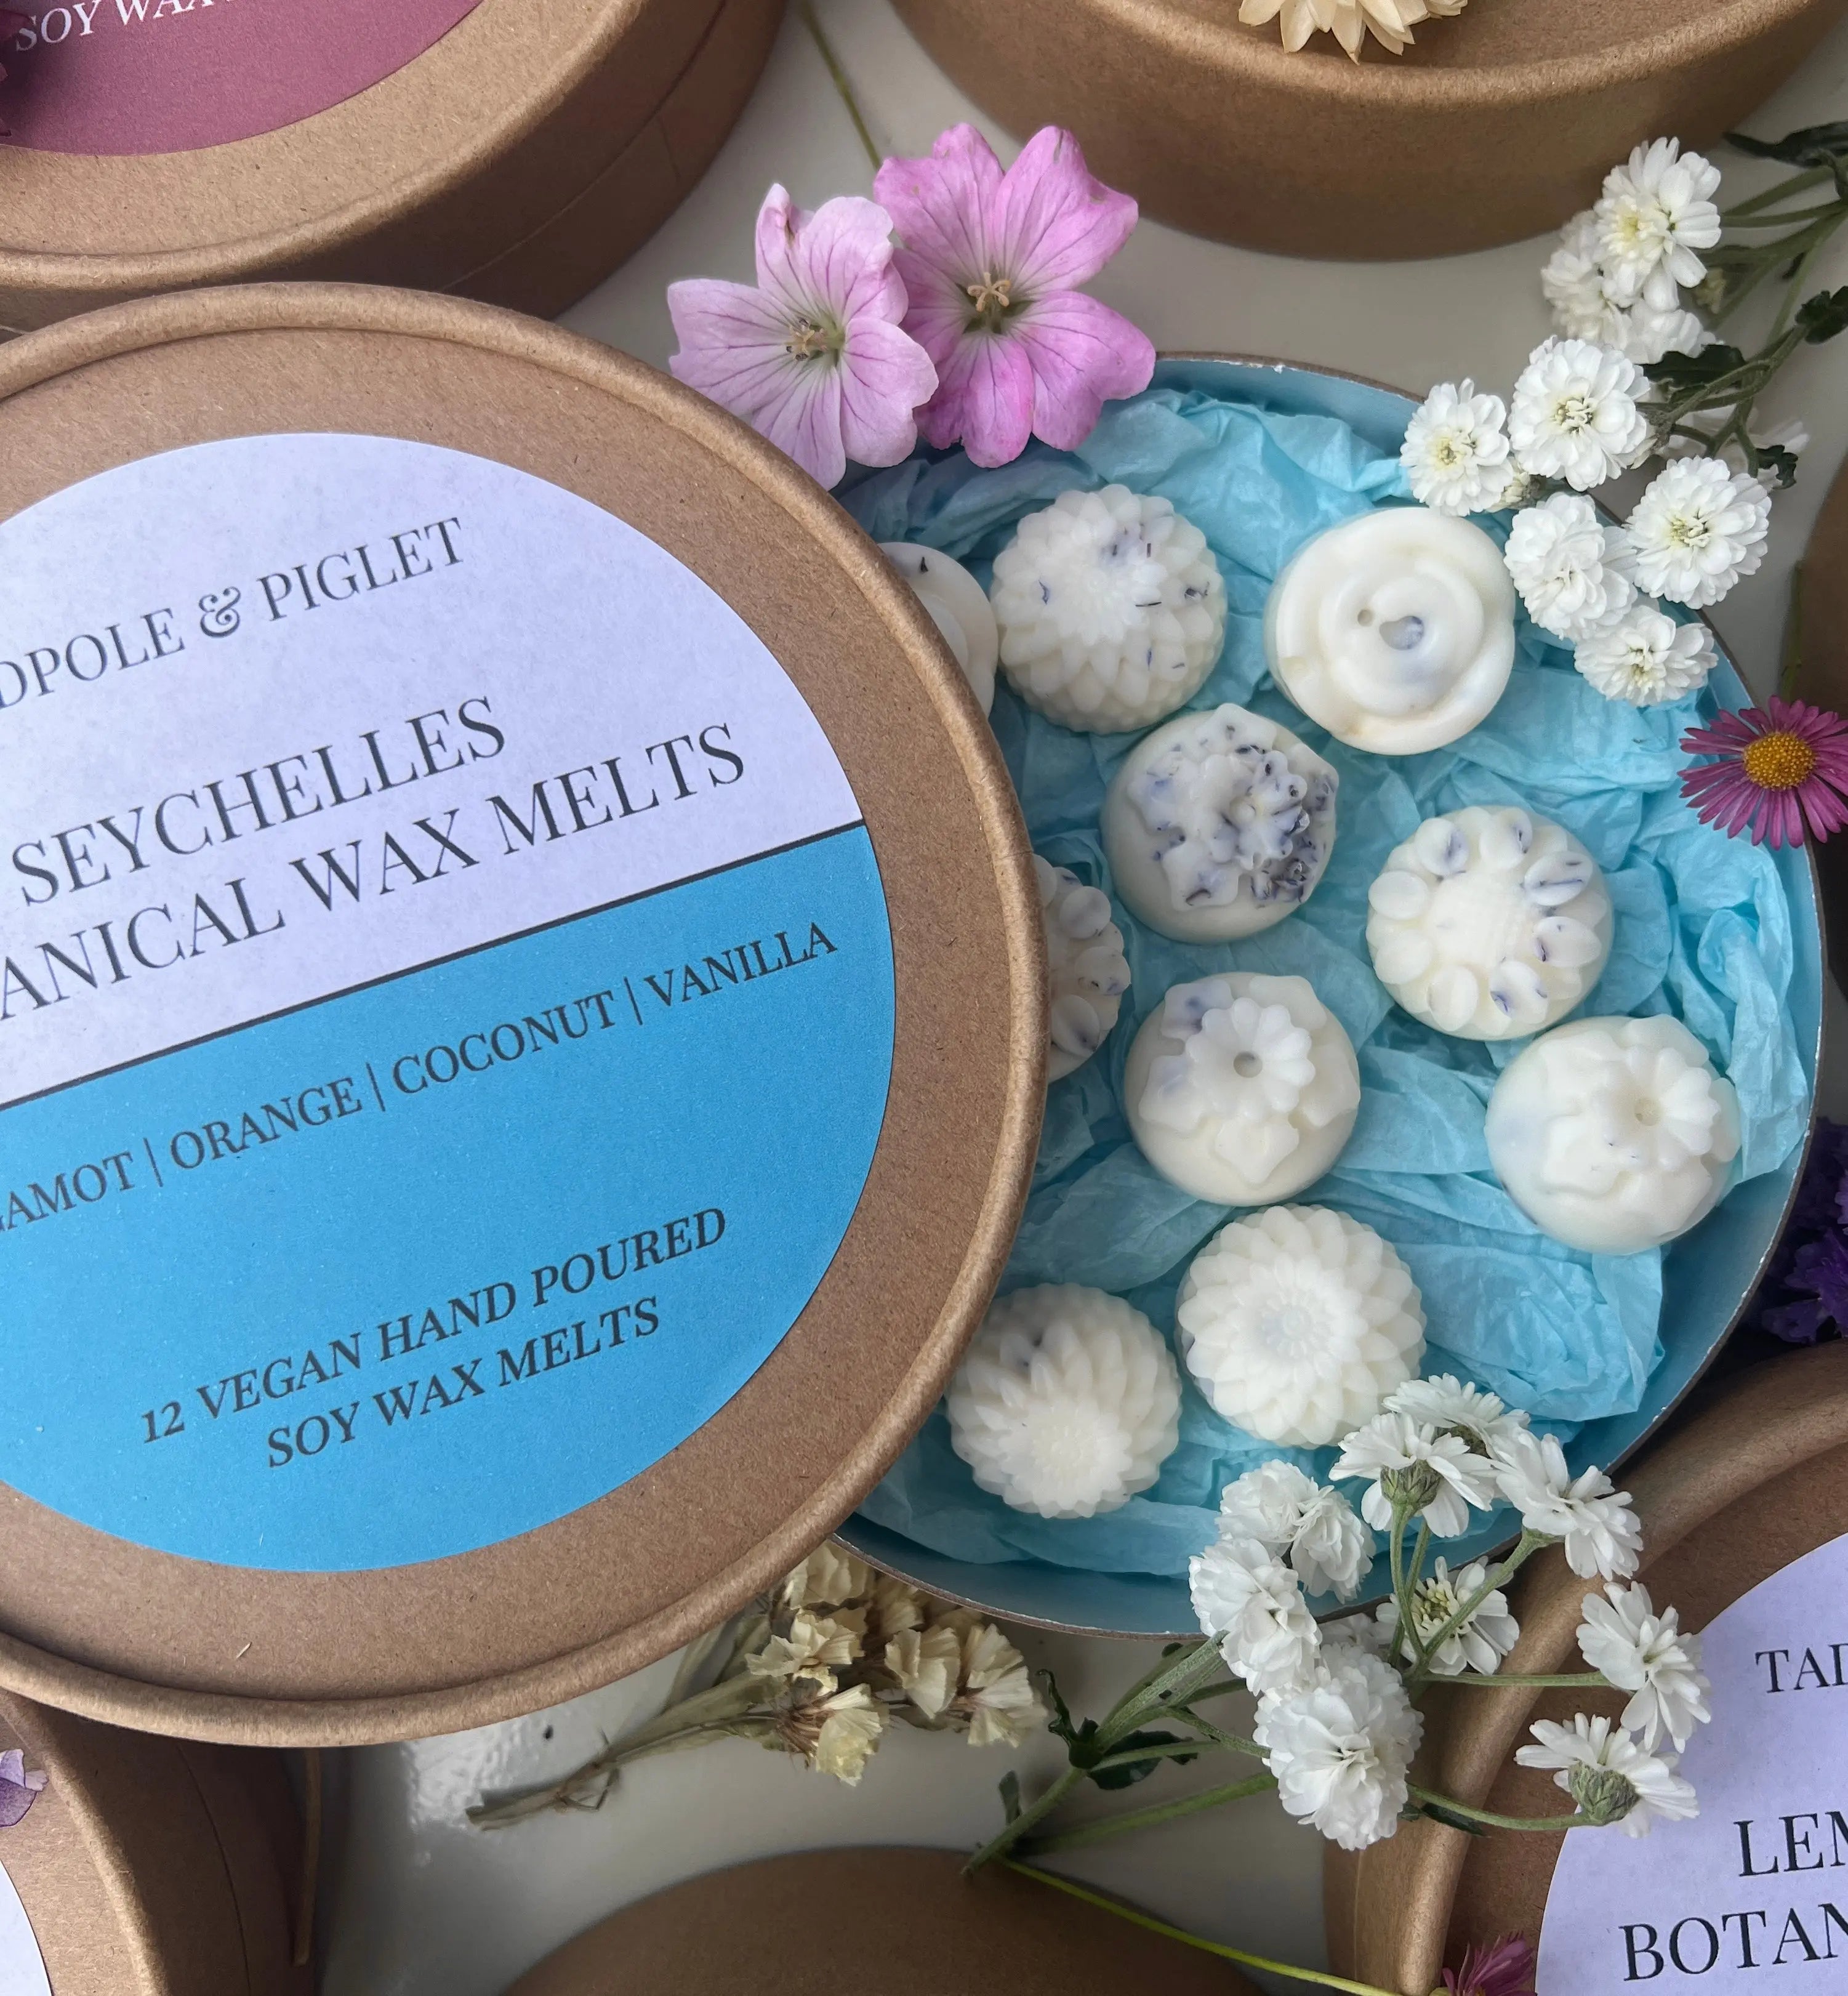 SOY WAX
DPOLE & PIGLET
SEYCHELLES
ANICAL WAX MELTS
AMOT | ORANGE | COCONUT | VANILLA
12 VEGAN HAND POURED
SOY WAX MELTS
TAD
LEM
BOTAN